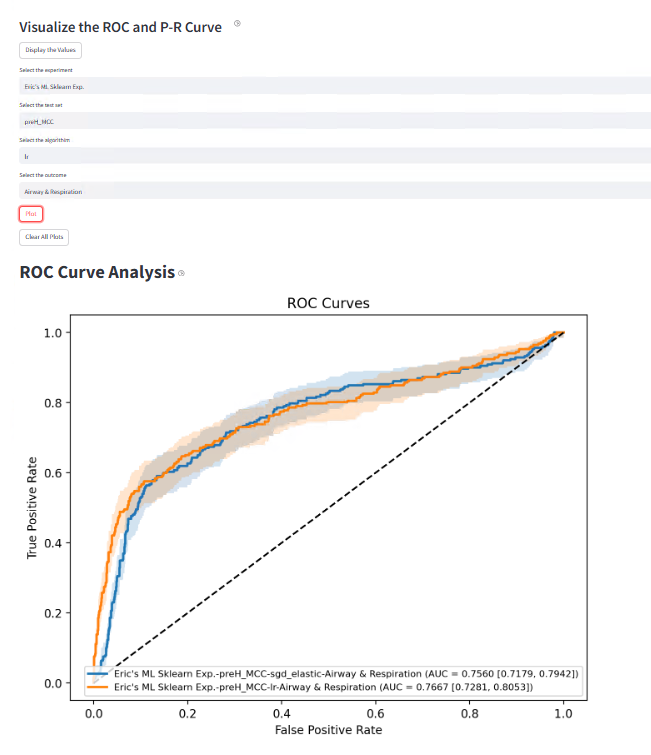 Visualize the ROC and P-R Curve
Display the Values
Select the experiment
Eric's ML Sklearn Exp.
Select the test set
preH_MCC
Select the algorithm
lr
Select the outcome
Airway & Respiration
Plot
Clear All Plots
ROC Curve Analysis
ROC Curves
1.0
0.8
0.6
0.4
0.2
0.0
True Positive Rate
Eric's ML Sklearn Exp.-preH_MCC-sgd_elastic-Airway & Respiration (AUC = 0.7560 [0.7179, 0.7942])
Eric's ML Sklearn Exp.-preH_MCC-lr-Airway & Respiration (AUC = 0.7667 [0.7281, 0.8053])
0.0 0.2 0.4 0.6 0.8 1.0
False Positive Rate